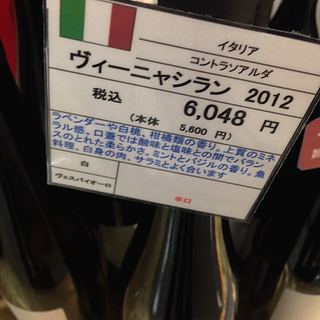 イタリア
コントラソアルダ
ヴィーニャシラン 2012
税込 6,048 円
(本体 5,600 円)
ラベンダーや白桃、柑橘類の香り。上質のミネ
ラル感。口蓋では酸味と塩味との間でバラン
スのとれた柔らかさ。ミントとバジルの香り。魚
料理、白身の肉、サラミとよく合います
白 辛口
ヴェスパイオーロ